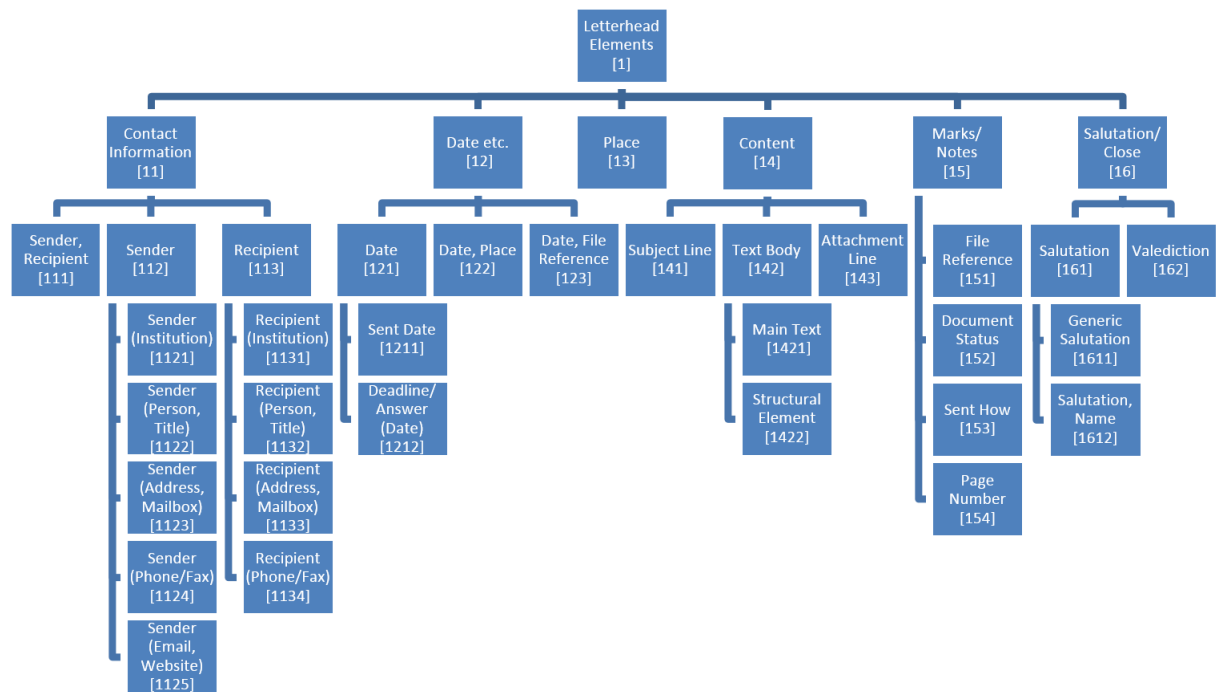 Letterhead
Elements
[1]
Contact
Information
[11]
Date etc.
[12]
Place
[13]
Content
[14]
Marks/
Notes
[15]
Salutation/
Close
[16]
Sender,
Recipient
[111]
Sender
[112]
Recipient
[113]
Date
[121]
Date, Place
[122]
Date, File
Reference
[123]
Subject Line
[141]
Text Body
[142]
Attachment
Line
[143]
File
Reference
[151]
Salutation
[161]
Valediction
[162]
Sender
(Institution)
[1121]
Recipient
(Institution)
[1131]
Sent Date
[1211]
Main Text
[1421]
Document
Status
[152]
Generic
Salutation
[1611]
Sender
(Person,
Title)
[1122]
Recipient
(Person,
Title)
[1132]
Deadline/
Answer
(Date)
[1212]
Structural
Element
[1422]
Sent How
[153]
Salutation,
Name
[1612]
Sender
(Address,
Mailbox)
[1123]
Recipient
(Address,
Mailbox)
[1133]
Page
Number
[154]
Sender
(Phone/Fax)
[1124]
Recipient
(Phone/Fax)
[1134]
Sender
(Email,
Website)
[1125]